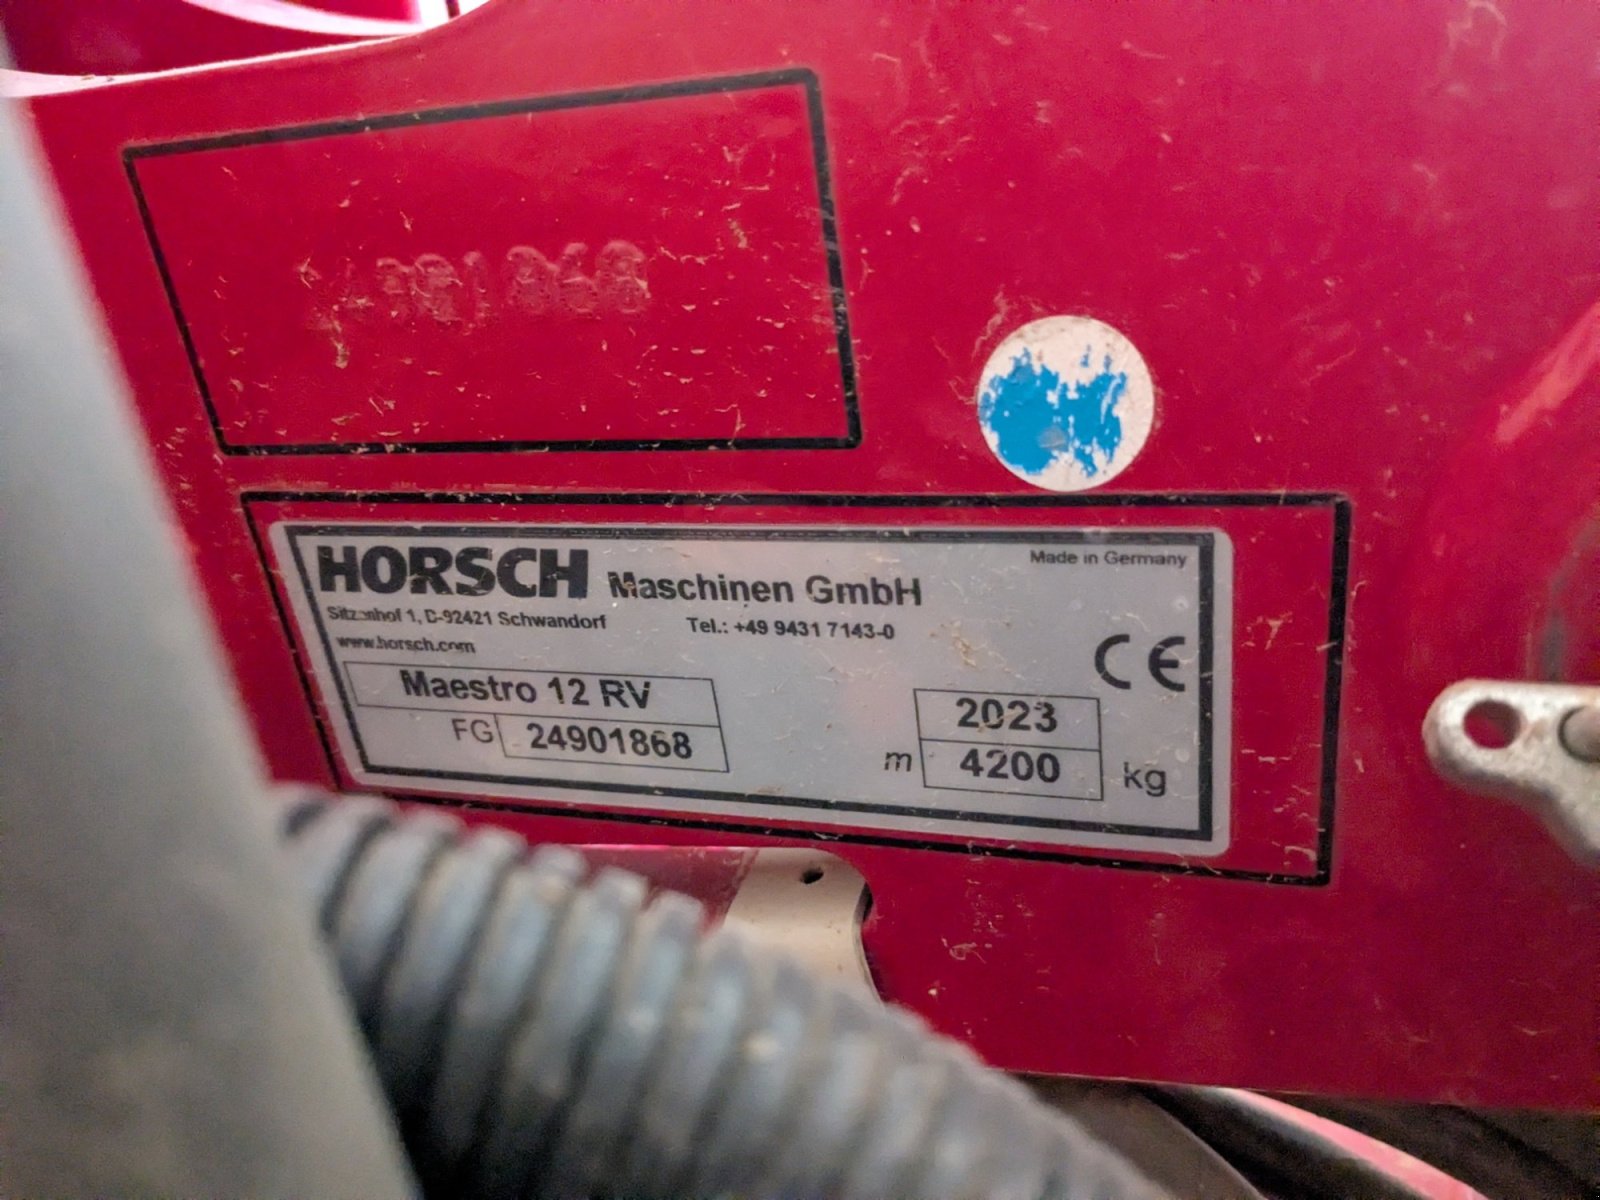 HORSCH Maschinen GmbH
Made in Germany
Sitzenhof 1, D-92421 Schwandorf
Tel.: +49 9431 7143-0
www.horsch.com
CE
Maestro 12 RV
FG 24901868
2023
m 4200 kg